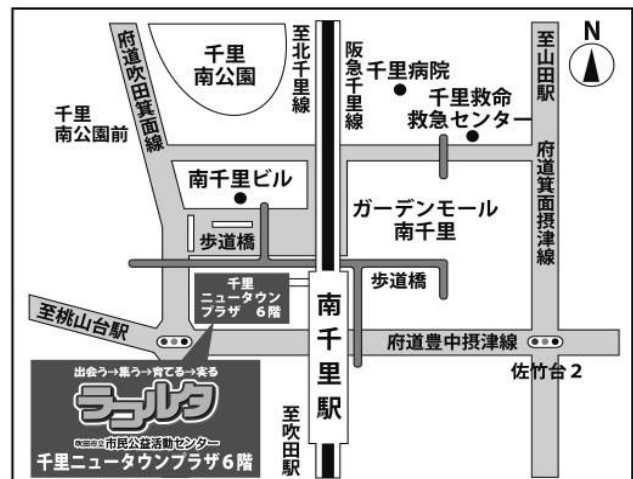 府道吹田箕面線
千里
南公園
至北千里線
阪急千里線
千里病院
千里救命
救急センター
至山田駅
N
千里
南公園前
府道箕面摂津線
南千里ビル
ガーデンモール
南千里
歩道橋
歩道橋
千里
ニュータウン
プラザ 6階
南千里駅
至桃山台駅
府道豊中摂津線
佐竹台2
出会う→集う→育てる→実る
ラコルタ
吹田市立市民公益活動センター
千里ニュータウンプラザ6階
至吹田駅